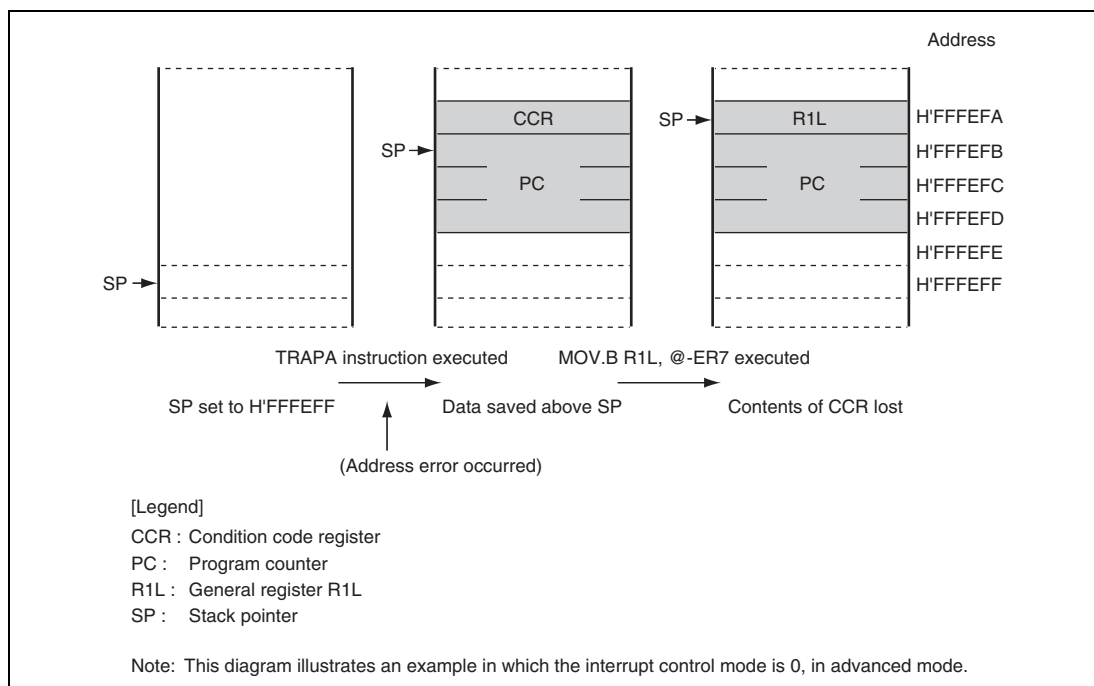 Address
CCR
SP
R1L
H'FFFEFA
SP
H'FFFEFB
PC
PC
H'FFFEFC
H'FFFEFD
H'FFFEFE
SP
H'FFFEFF
TRAPA instruction executed
MOV.B R1L, @-ER7 executed
SP set to H'FFFEFF
Data saved above SP
Contents of CCR lost
(Address error occurred)
[Legend]
CCR : Condition code register
PC : Program counter
R1L : General register R1L
SP : Stack pointer
Note: This diagram illustrates an example in which the interrupt control mode is 0, in advanced mode.